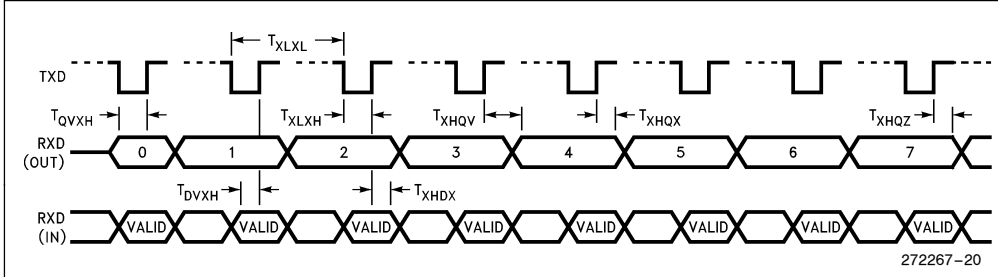 TXLXL
TXD
TQVXH TXLXH TXHQV TXHQX TXHQZ
RXD
(OUT) 0 1 2 3 4 5 6 7
TDVXH TXHDX
RXD
(IN) VALID VALID VALID VALID VALID VALID VALID VALID
272267-20